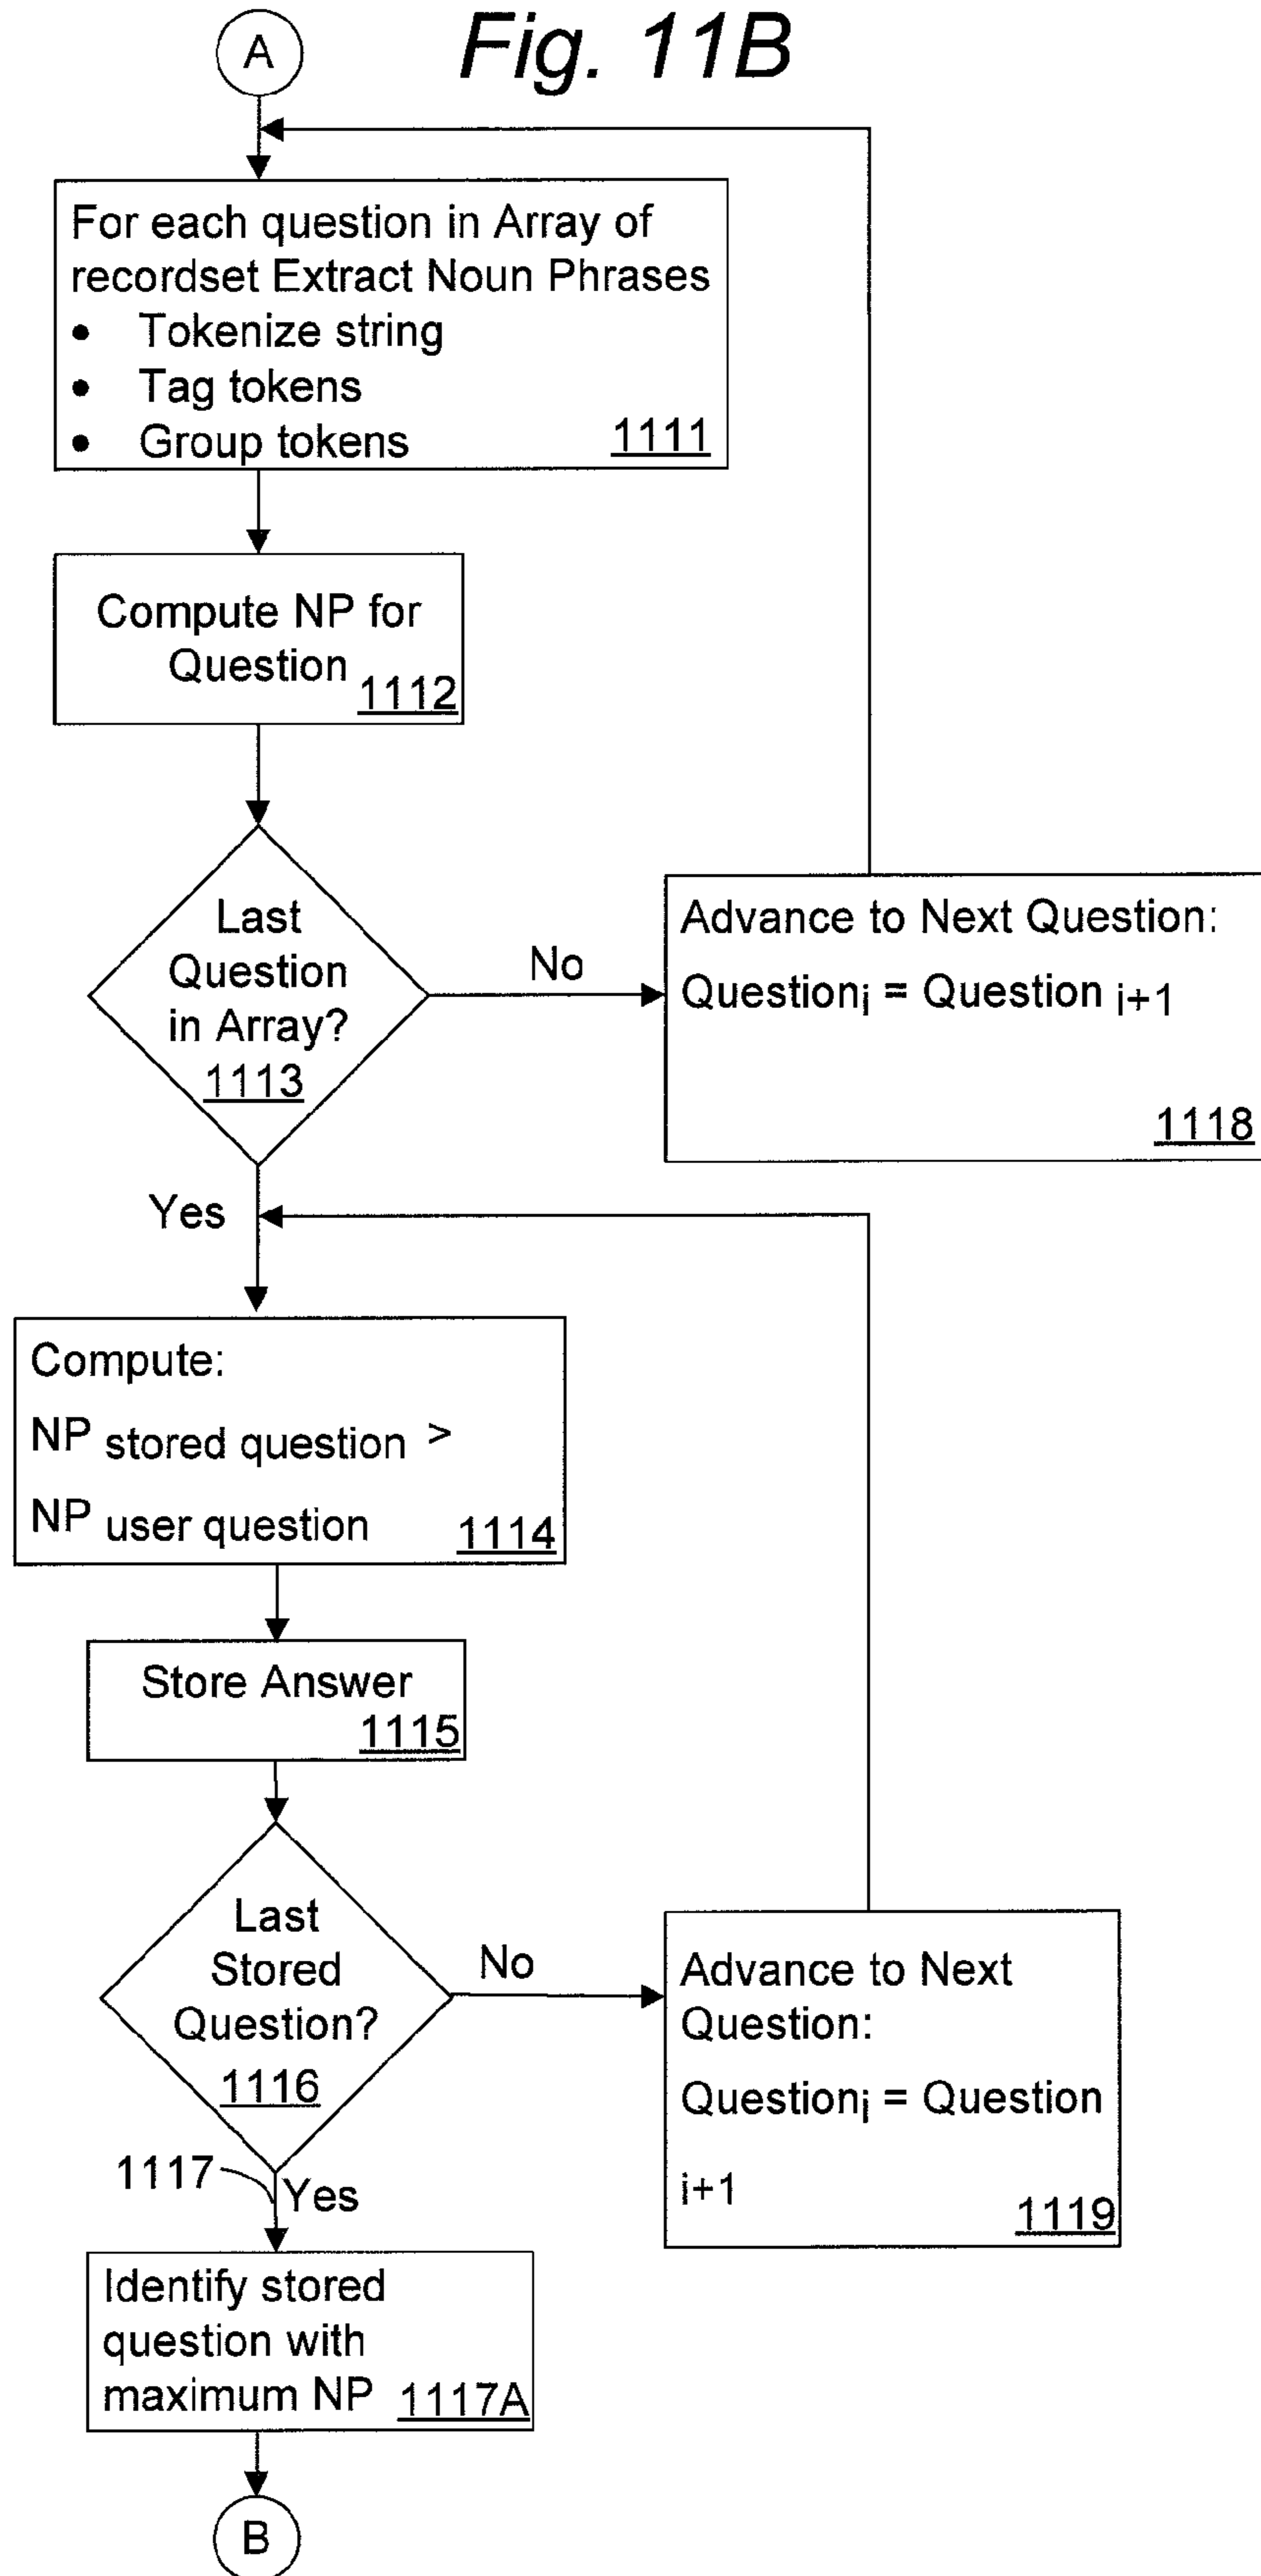 A
Fig. 11B
For each question in Array of
recordset Extract Noun Phrases
• Tokenize string
• Tag tokens
• Group tokens
1111
Compute NP for
Question
1112
Last
Question
in Array?
1113
No
Advance to Next Question:
Questioni = Question i+1
1118
Yes
Compute:
NP stored question >
NP user question
1114
Store Answer
1115
Last
Stored
Question?
1116
No
Advance to Next
Question:
Questioni = Question
i+1
1119
1117
Yes
Identify stored
question with
maximum NP
1117A
B